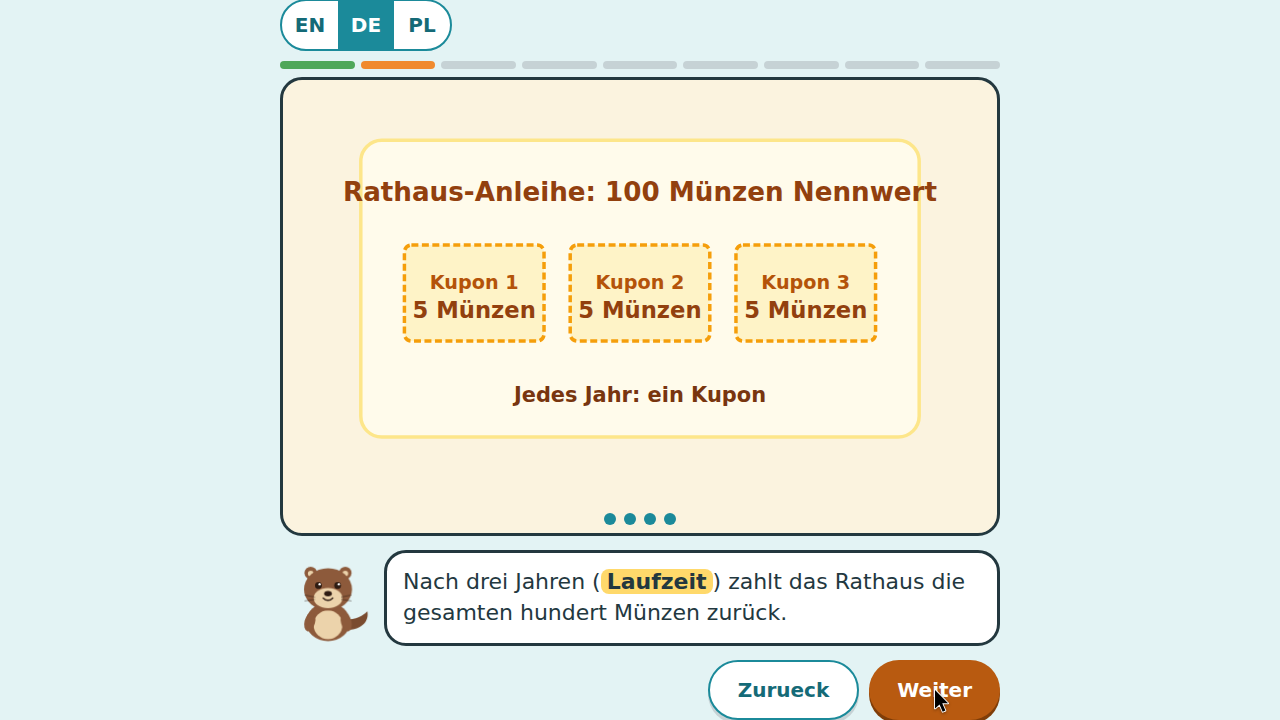 EN DE PL
Rathaus-Anleihe: 100 Münzen Nennwert
Kupon 1 Kupon 2 Kupon 3
5 Münzen 5 Münzen 5 Münzen
Jedes Jahr: ein Kupon
Nach drei Jahren (Laufzeit) zahlt das Rathaus die
gesamten hundert Münzen zurück.
Zurueck Weiter